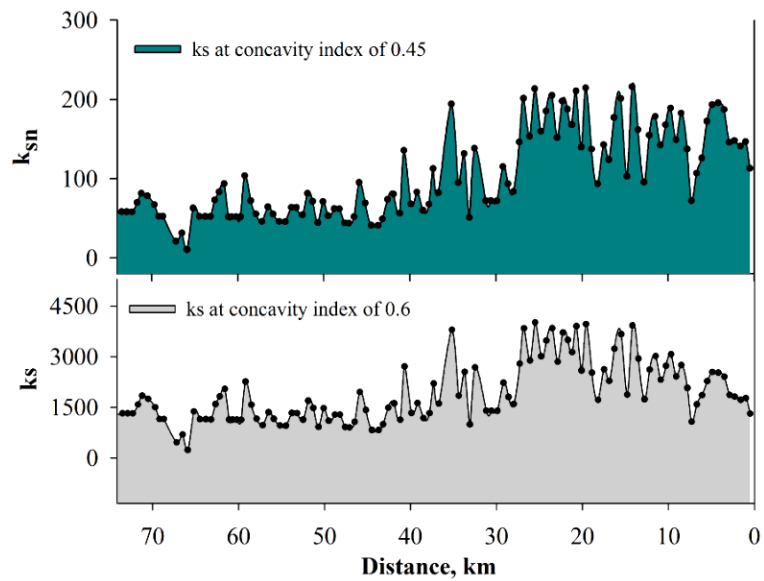 300
ks at concavity index of 0.45
200
ksn
100
0
4500
ks at concavity index of 0.6
3000
ks
1500
0
70 60 50 40 30 20 10 0
Distance, km